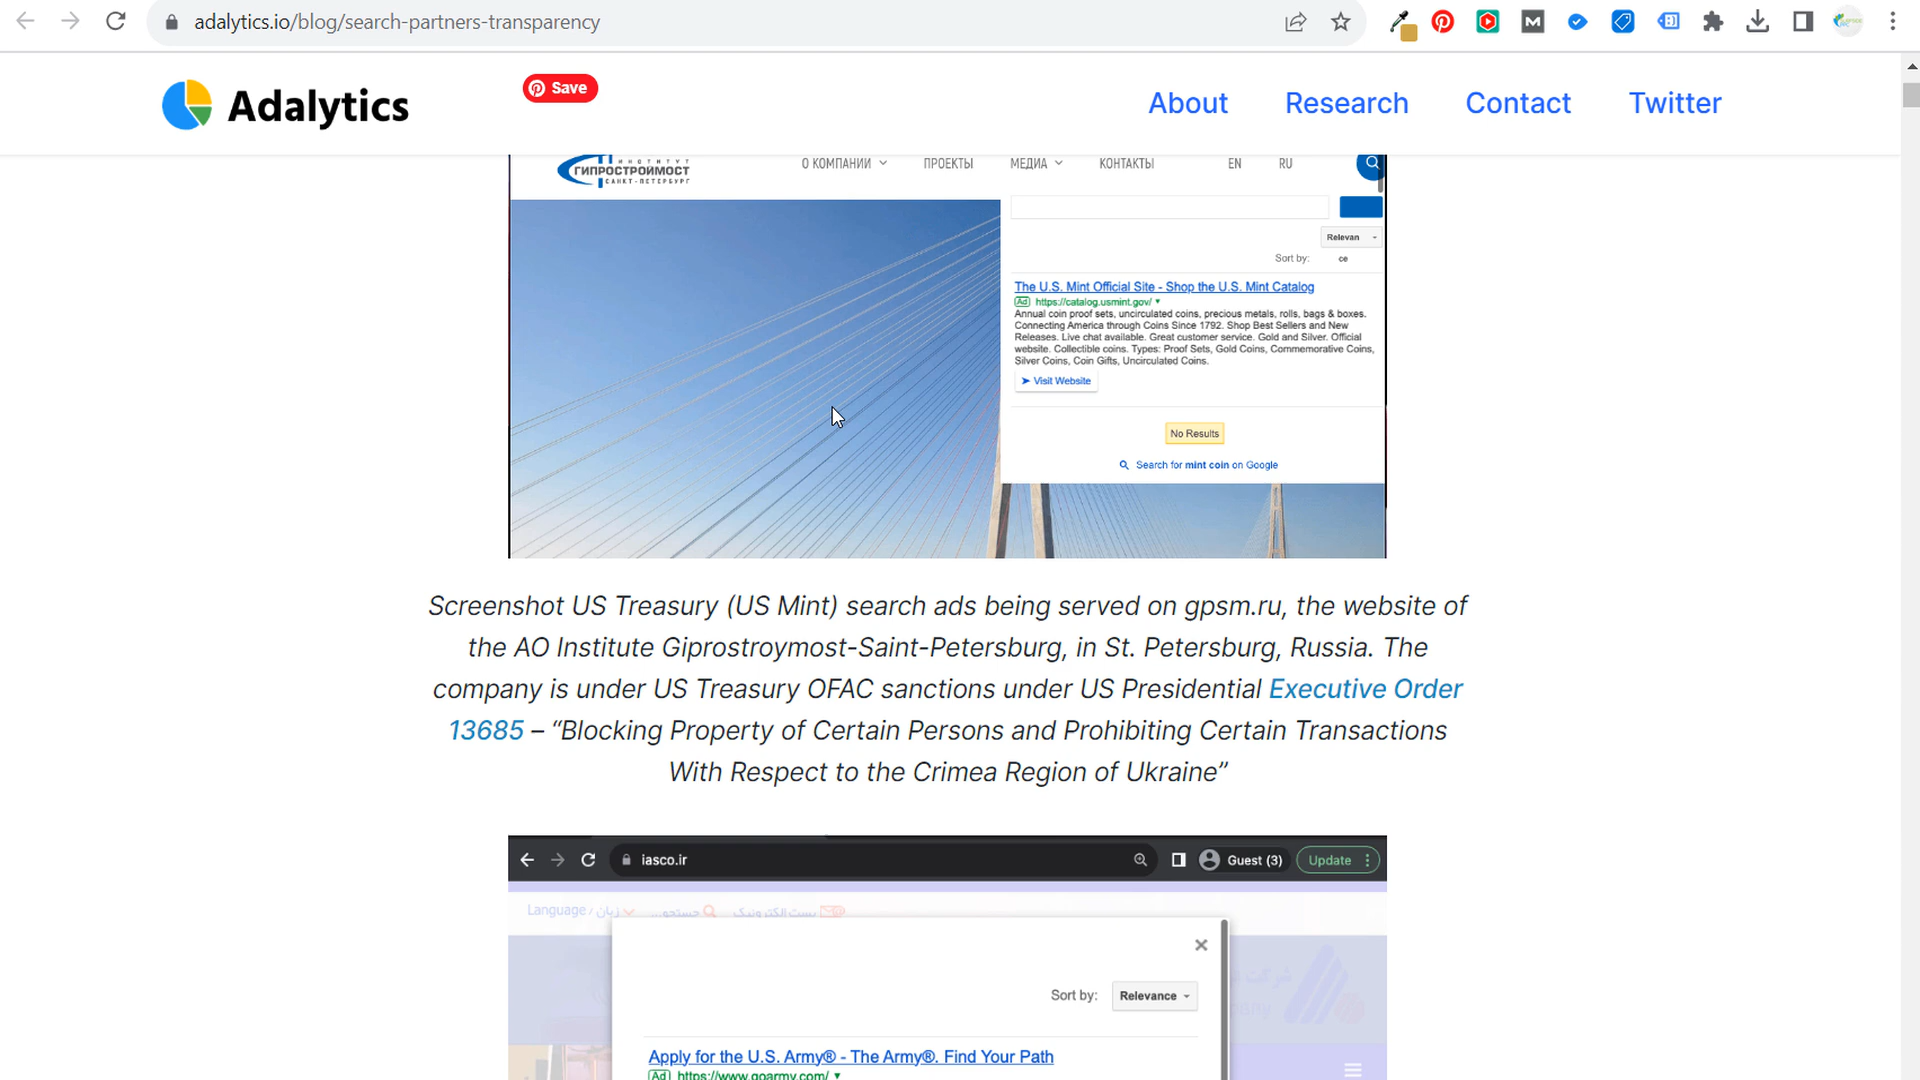 adalytics.io/blog/search-partners-transparency
Adalytics
Save
About Research Contact Twitter
ИНСТИТУТ
ГИПРОСТРОЙМОСТ
САНКТ-ПЕТЕРБУРГ
О КОМПАНИИ ПРОЕКТЫ МЕДИА КОНТАКТЫ EN RU
Relevan
Sort by: ce
The U.S. Mint Official Site - Shop the U.S. Mint Catalog
Ad https://catalog.usmint.gov/
Annual coin proof sets, uncirculated coins, precious metals, rolls, bags & boxes.
Connecting America through Coins Since 1792. Shop Best Sellers and New
Releases. Live chat available. Great customer service. Gold and Silver. Official
website. Collectible coins. Types: Proof Sets, Gold Coins, Commemorative Coins,
Silver Coins, Coin Gifts, Uncirculated Coins.
Visit Website
No Results
Search for mint coin on Google
Screenshot US Treasury (US Mint) search ads being served on gpsm.ru, the website of
the AO Institute Giprostroymost-Saint-Petersburg, in St. Petersburg, Russia. The
company is under US Treasury OFAC sanctions under US Presidential Executive Order
13685 – “Blocking Property of Certain Persons and Prohibiting Certain Transactions
With Respect to the Crimea Region of Ukraine”
iasco.ir Guest (3) Update
Language / زبان جستجو... پست الکترونیک
Sort by: Relevance
Apply for the U.S. Army® - The Army®. Find Your Path
Ad https://www.goarmy.com/